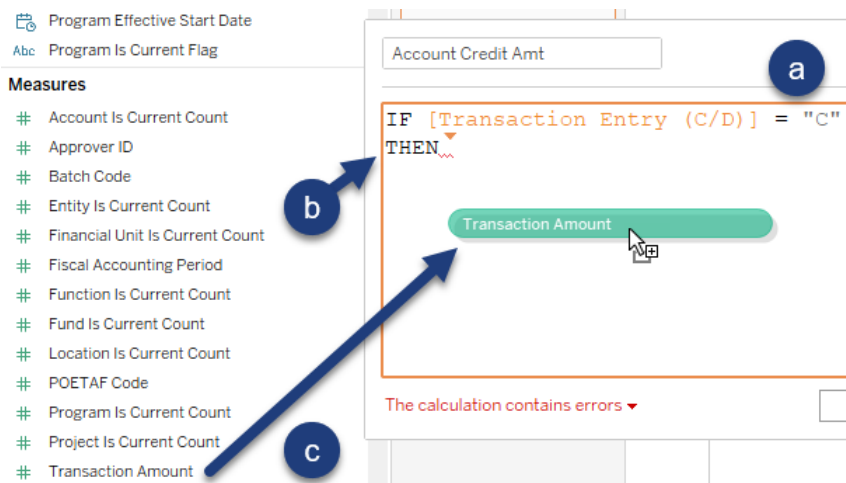 Program Effective Start Date
Abc Program Is Current Flag
Measures
# Account Is Current Count
# Approver ID
# Batch Code
# Entity Is Current Count
# Financial Unit Is Current Count
# Fiscal Accounting Period
# Function Is Current Count
# Fund Is Current Count
# Location Is Current Count
# POETAF Code
# Program Is Current Count
# Project Is Current Count
# Transaction Amount
Account Credit Amt
a
IF [Transaction Entry (C/D)] = "C"
THEN
b
Transaction Amount
The calculation contains errors
c